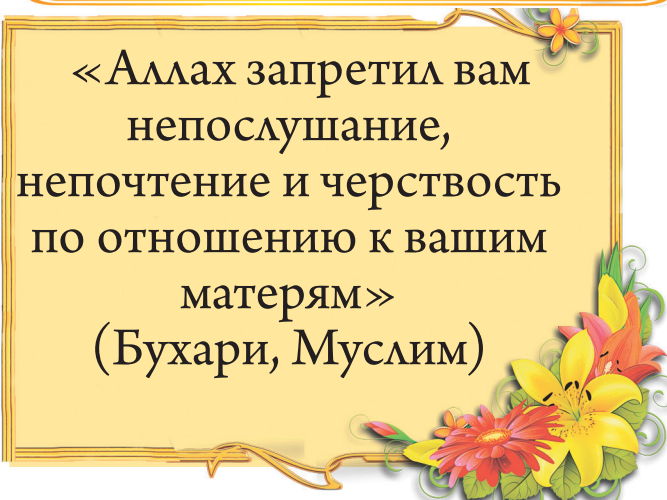 «Аллах запретил вам
непослушание,
непочтение и черствость
по отношению к вашим
матерям»
(Бухари, Муслим)